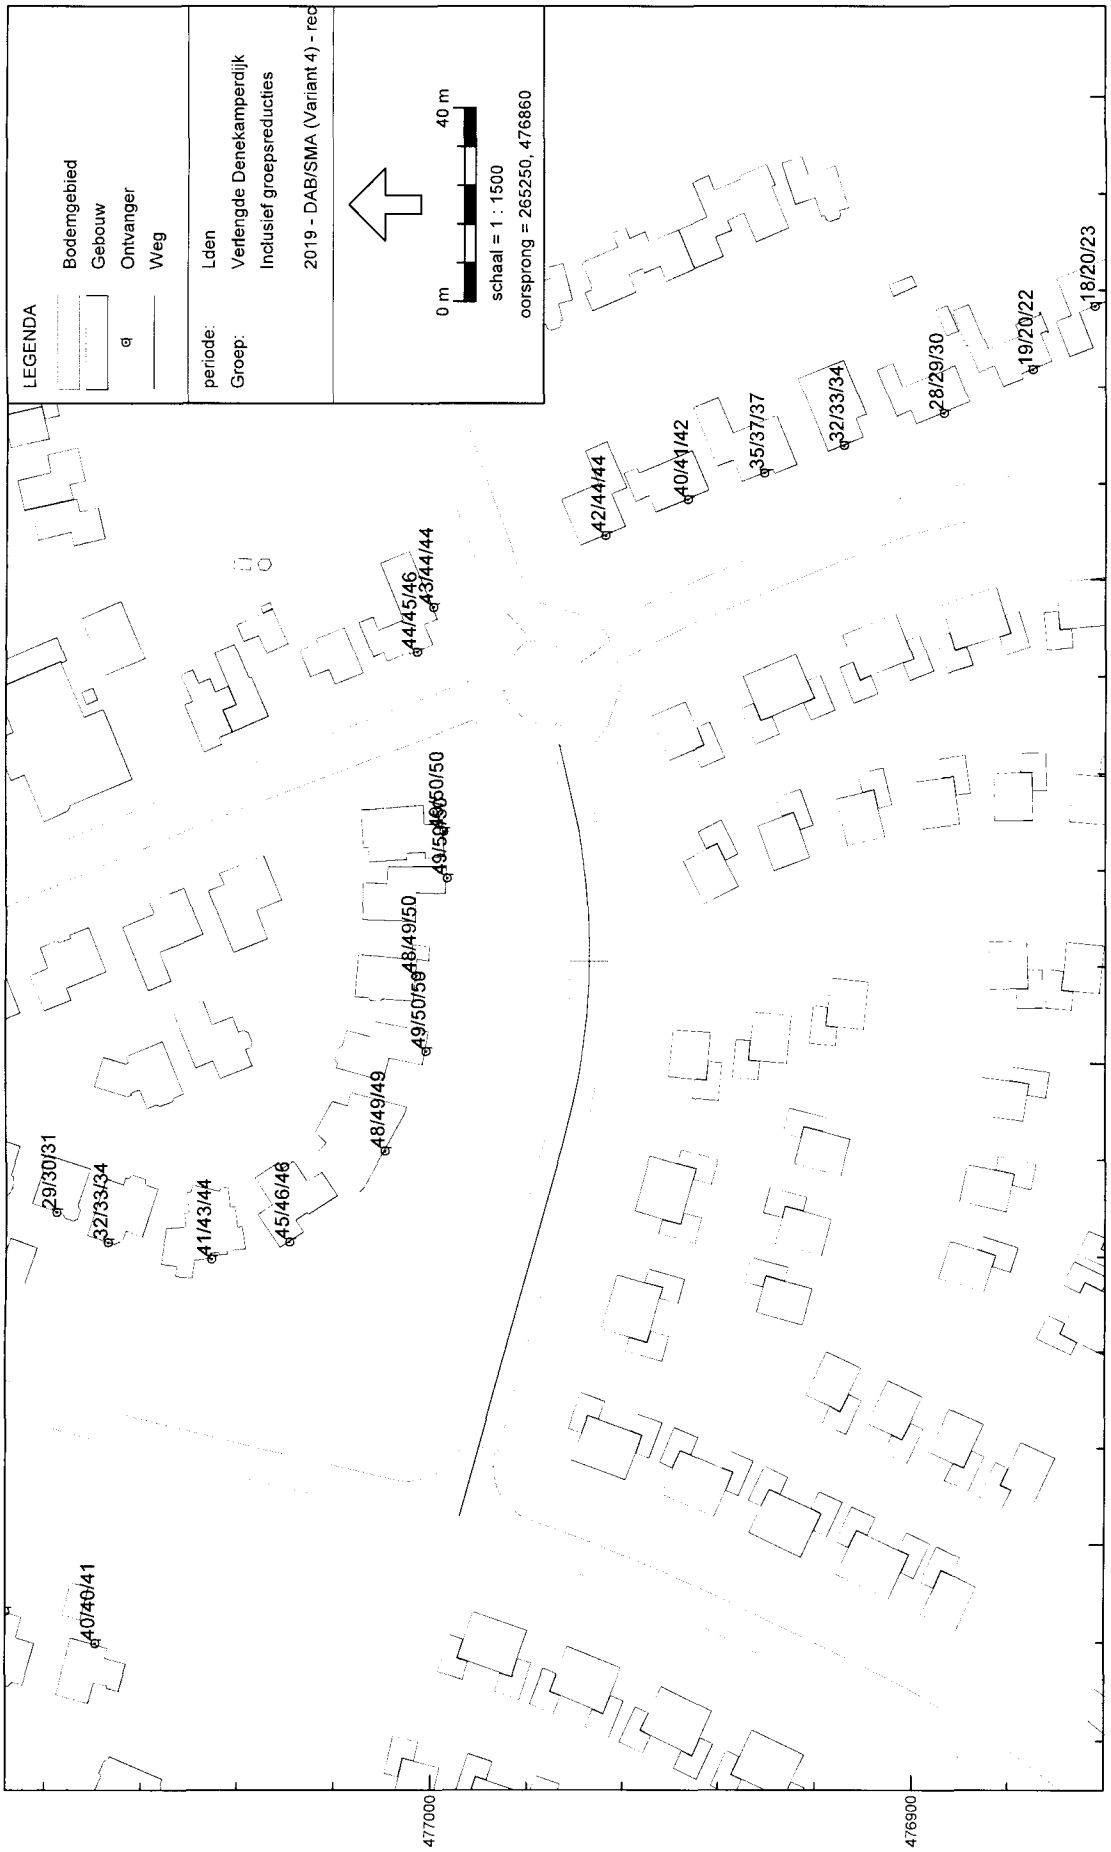 LEGENDA
Bodemgebied
Gebouw
Ontvanger
Weg
periode: Lden
Groep: Verlengde Denekamperdijk
Inclusief groepsreducties
2019 - DAB/SMA (Variant 4) - rec
0 m 40 m
schaal = 1 : 1500
oorsprong = 265250, 476860
29/30/31
32/33/34
41/43/44
45/46/46
48/49/49
49/50/50
48/49/50
49/50/50
49/50/50
44/45/46
43/44/44
42/44/44
40/41/42
35/37/37
32/33/34
28/29/30
19/20/22
18/20/23
40/40/41
477000
476900